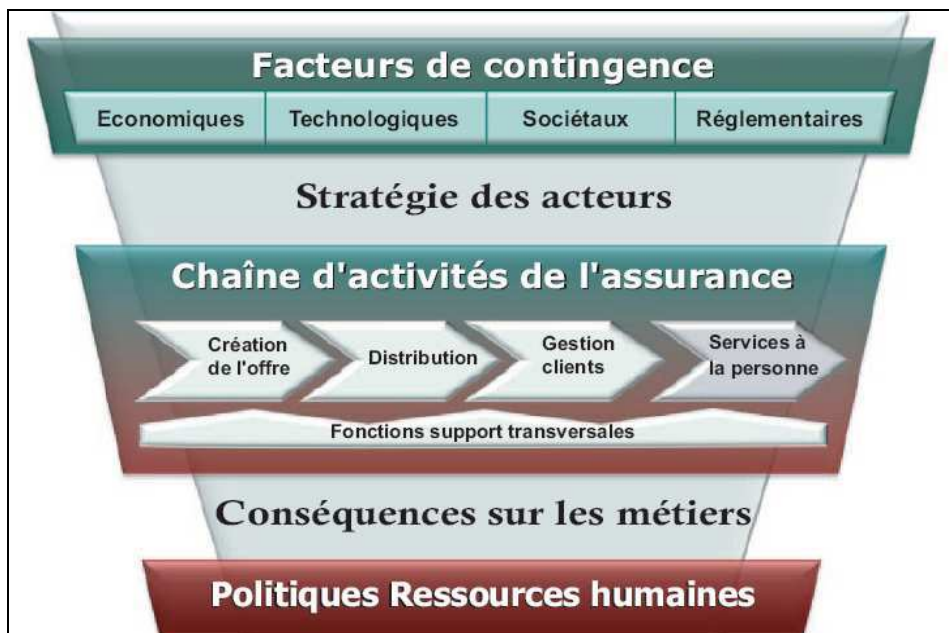 Facteurs de contingence
Economiques Technologiques Sociétaux Réglementaires
Stratégie des acteurs
Chaîne d'activités de l'assurance
Création
de l'offre
Distribution
Gestion
clients
Services à
la personne
Fonctions support transversales
Conséquences sur les métiers
Politiques Ressources humaines